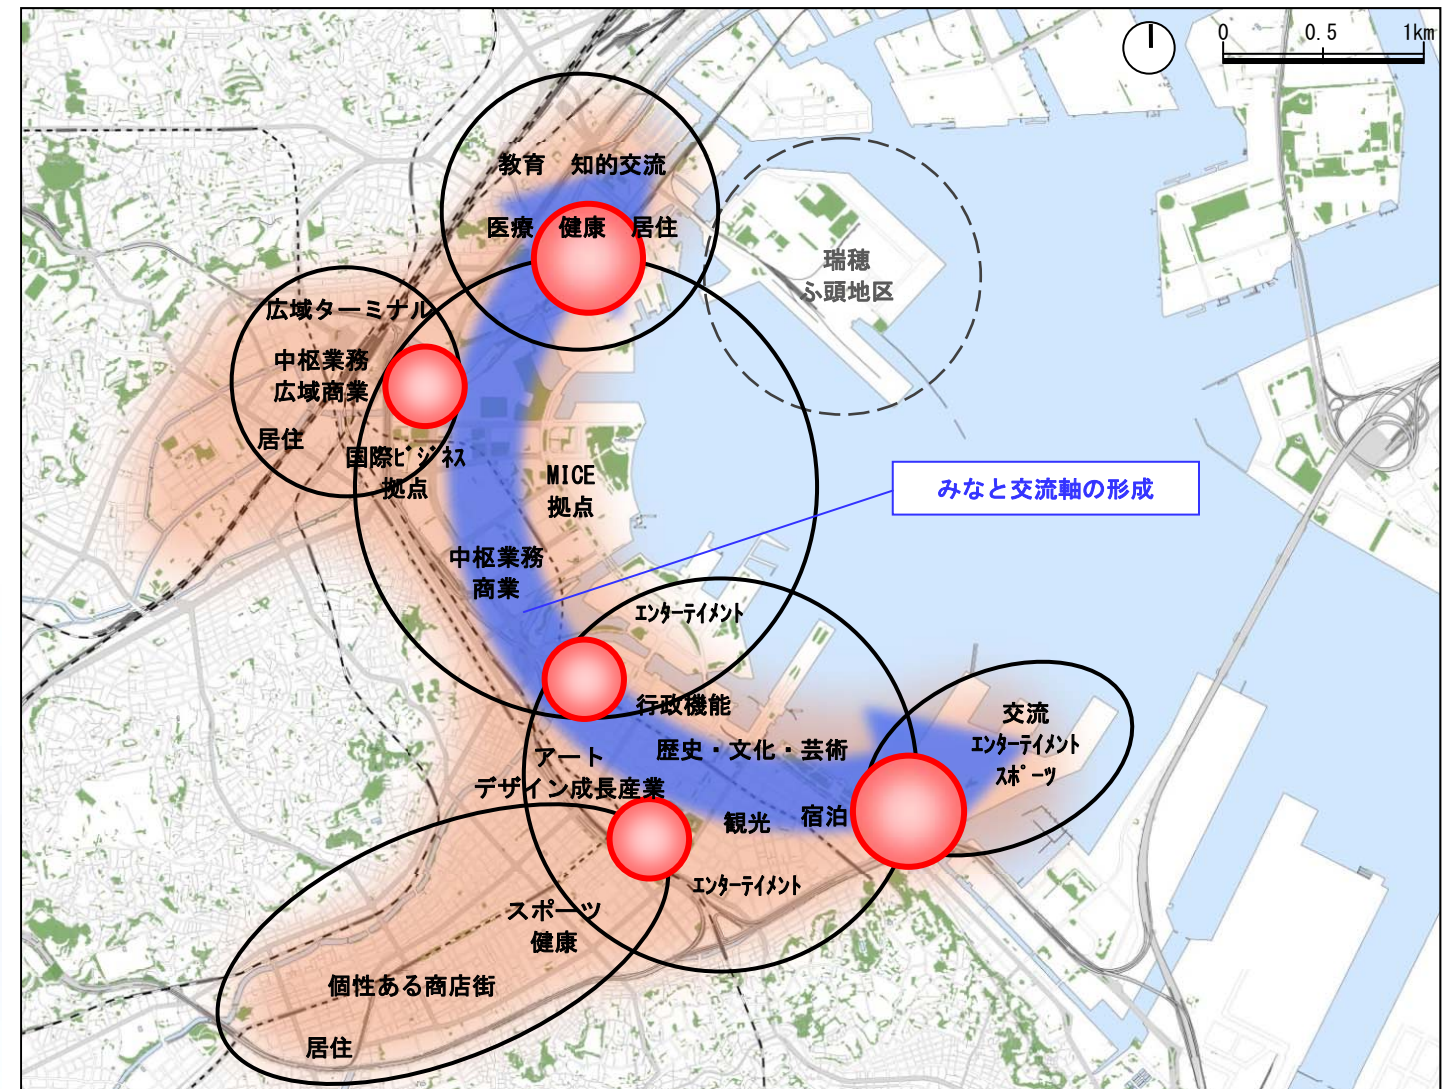 0 0.5 1km
教育 知的交流
医療 健康 居住
瑞穂
ふ頭地区
広域ターミナル
中枢業務
広域商業
居住
国際ビジネス
拠点
MICE
拠点
みなと交流軸の形成
中枢業務
商業
エンターテイメント
行政機能
交流
エンターテイメント
スポーツ
歴史・文化・芸術
アート
デザイン成長産業
観光 宿泊
エンターテイメント
スポーツ
健康
個性ある商店街
居住